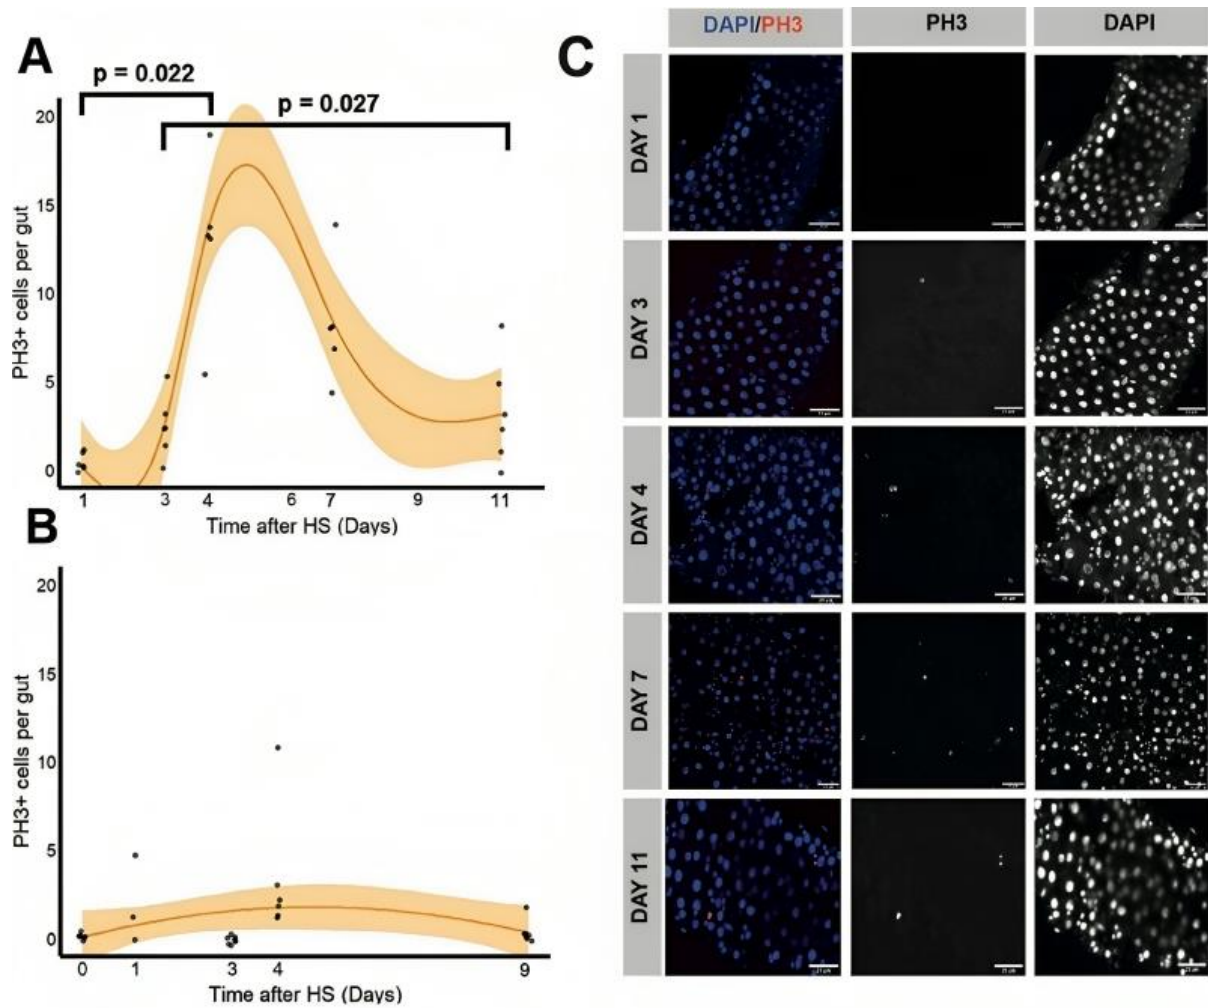 A
p = 0.022
p = 0.027
20
15
10
5
0
PH3+ cells per gut
1 3 4 6 7 9 11
Time after HS (Days)
B
20
15
10
5
0
PH3+ cells per gut
0 1 3 4 9
Time after HS (Days)
C
DAPI/PH3 PH3 DAPI
DAY 1
DAY 3
DAY 4
DAY 7
DAY 11